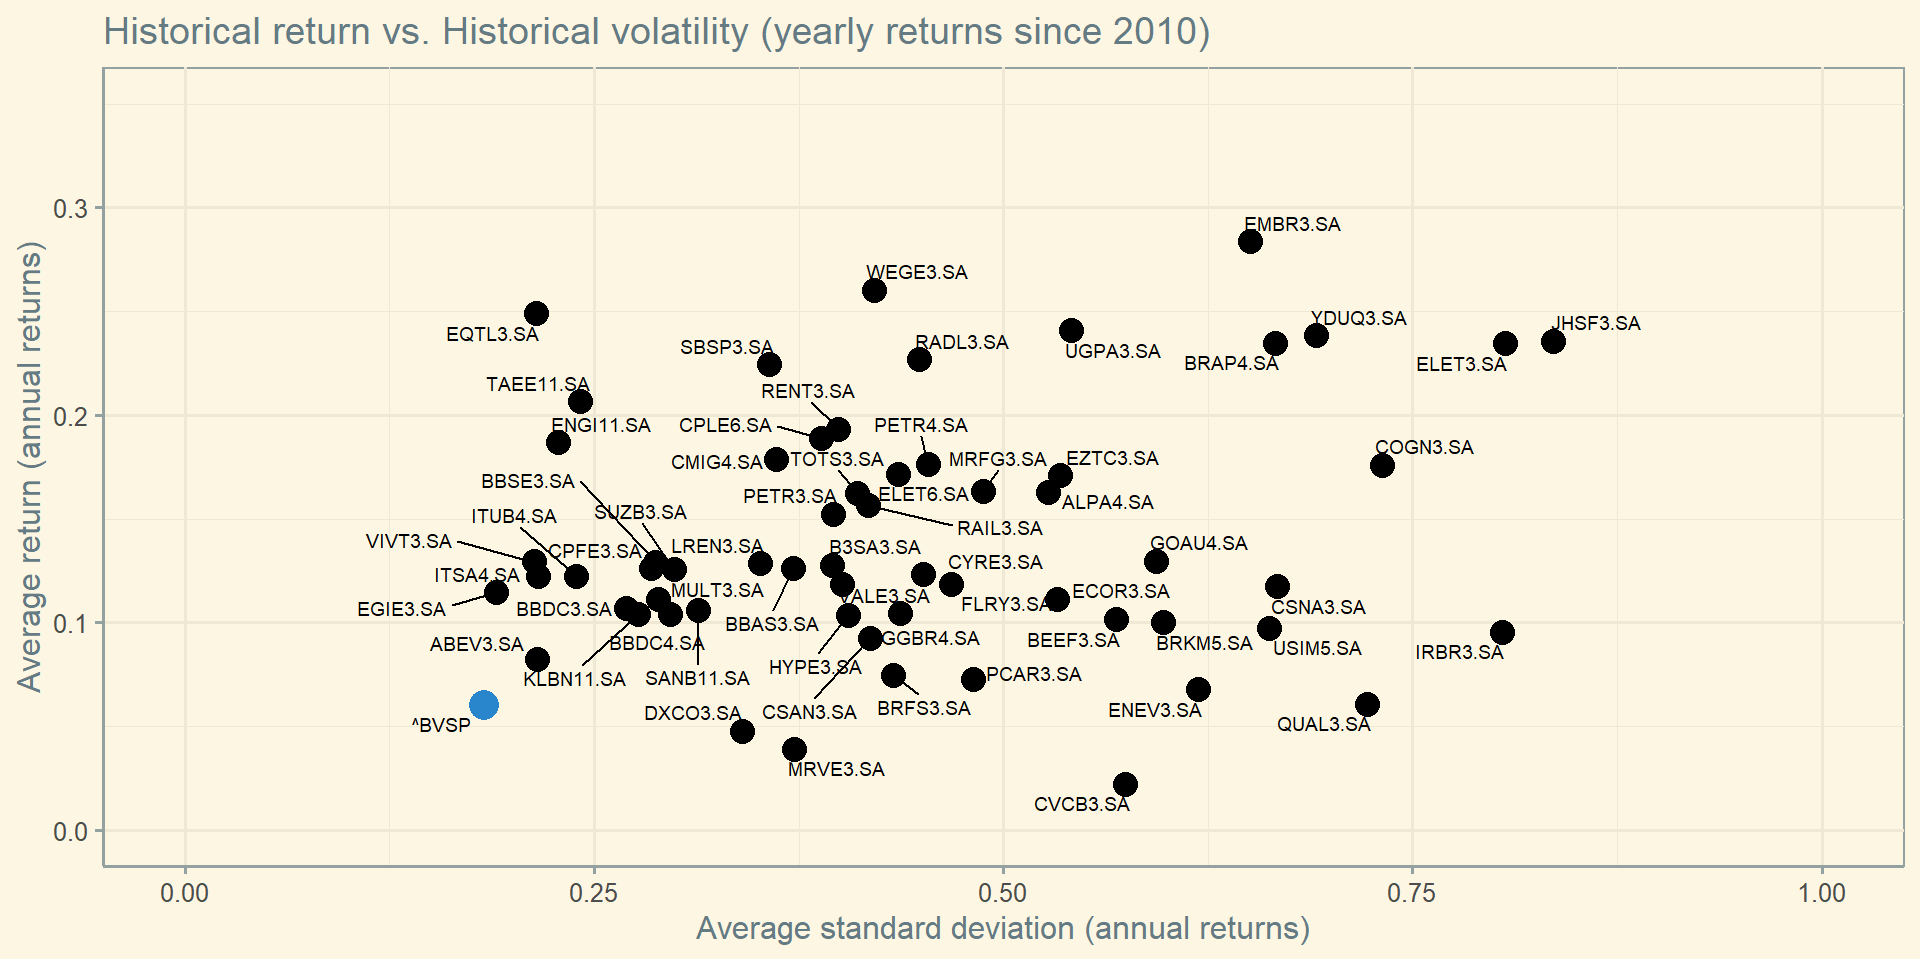 Historical return vs. Historical volatility (yearly returns since 2010)
Average return (annual returns)
0.3
0.2
0.1
0.0
EMBR3.SA
WEGE3.SA
YDUQ3.SA
JHSF3.SA
EQTL3.SA
SBSP3.SA
RADL3.SA
UGPA3.SA
BRAP4.SA
ELET3.SA
TAEE11.SA
RENT3.SA
ENGI11.SA
CPLE6.SA
PETR4.SA
COGN3.SA
CMIG4.SA
TOTS3.SA
MRFG3.SA
EZTC3.SA
BBSE3.SA
PETR3.SA
ELET6.SA
ALPA4.SA
ITUB4.SA
SUZB3.SA
RAIL3.SA
VIVT3.SA
CPFE3.SA
LREN3.SA
B3SA3.SA
GOAU4.SA
CYRE3.SA
ITSA4.SA
MULT3.SA
VALE3.SA
ECOR3.SA
EGIE3.SA
BBDC3.SA
FLRY3.SA
CSNA3.SA
BBAS3.SA
ABEV3.SA
BBDC4.SA
GGBR4.SA
BEEF3.SA
BRKM5.SA
USIM5.SA
IRBR3.SA
KLBN11.SA
SANB11.SA
HYPE3.SA
PCAR3.SA
^BVSP
DXCO3.SA
CSAN3.SA
BRFS3.SA
ENEV3.SA
QUAL3.SA
MRVE3.SA
CVCB3.SA
0.00
0.25
0.50
0.75
1.00
Average standard deviation (annual returns)